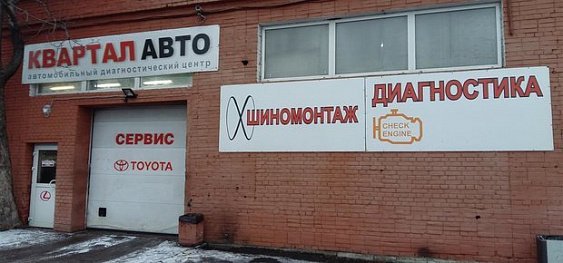 КВАРТАЛ АВТО
автомобильный диагностический центр
СЕРВИС
TOYOTA
ШИНОМОНТАЖ
ДИАГНОСТИКА
CHECK
ENGINE